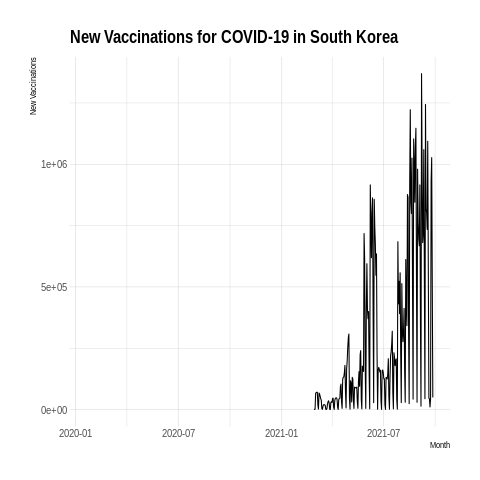 New Vaccinations for COVID-19 in South Korea
New Vaccinations
1e+06
5e+05
0e+00
2020-01 2020-07 2021-01 2021-07
Month